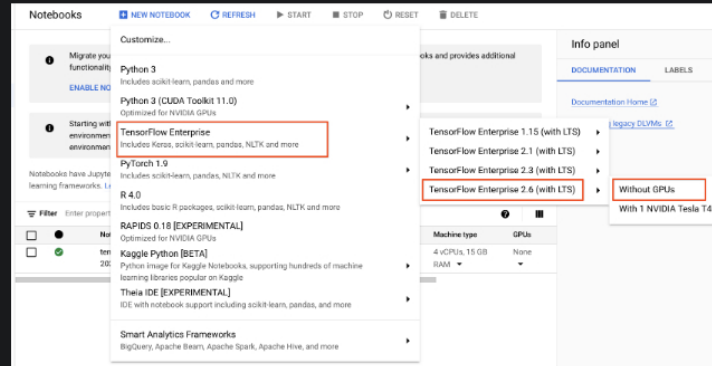 Notebooks
NEW NOTEBOOK
REFRESH
START
STOP
RESET
DELETE
Migrate you
functionality
ENABLE NO
Starting with
environmen
environmen
Notebooks have Jupyte
learning frameworks. Le
Filter Enter propert
Customize...
Python 3
Includes scikit-learn, pandas and more
Python 3 (CUDA Toolkit 11.0)
Optimized for NVIDIA GPUs
TensorFlow Enterprise
Includes Keras, scikit-learn, pandas, NLTK and more
PyTorch 1.9
Includes scikit-learn, pandas, NLTK and more
R 4.0
Includes basic R packages, scikit-learn, pandas, NLTK and more
RAPIDS 0.18 [EXPERIMENTAL]
Optimized for NVIDIA GPUs
Kaggle Python [BETA]
Python image for Kaggle Notebooks, supporting hundreds of machine
learning libraries popular on Kaggle
Theia IDE [EXPERIMENTAL]
IDE with notebook support including scikit-learn, pandas, and more
Smart Analytics Frameworks
BigQuery, Apache Beam, Apache Spark, Apache Hive, and more
oks and provides additional
TensorFlow Enterprise 1.15 (with LTS)
TensorFlow Enterprise 2.1 (with LTS)
TensorFlow Enterprise 2.3 (with LTS)
TensorFlow Enterprise 2.6 (with LTS)
Without GPUs
With 1 NVIDIA Tesla T4
Machine type
GPUs
4 vCPUs, 15 GB
RAM
None
Info panel
DOCUMENTATION
LABELS
Documentation Home
legacy DLVMs